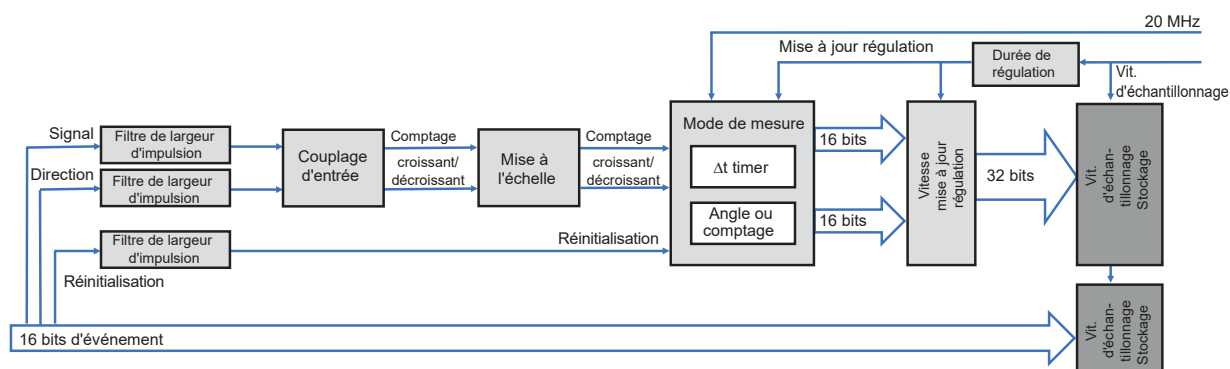 20 MHz
Mise à jour régulation
Durée de
régulation
Vit.
d'échantillonnage
Signal
Filtre de largeur
d'impulsion
Direction
Filtre de largeur
d'impulsion
Couplage
d'entrée
Comptage
croissant/
décroissant
Mise à
l'échelle
Comptage
croissant/
décroissant
Mode de mesure
Δt timer
Angle ou
comptage
16 bits
16 bits
Vitesse
mise à jour
régulation
32 bits
Vit.
d'échan-
tillonnage
Stockage
Filtre de largeur
d'impulsion
Réinitialisation
Réinitialisation
16 bits d'événement
Vit.
d'échan-
tillonnage
Stockage